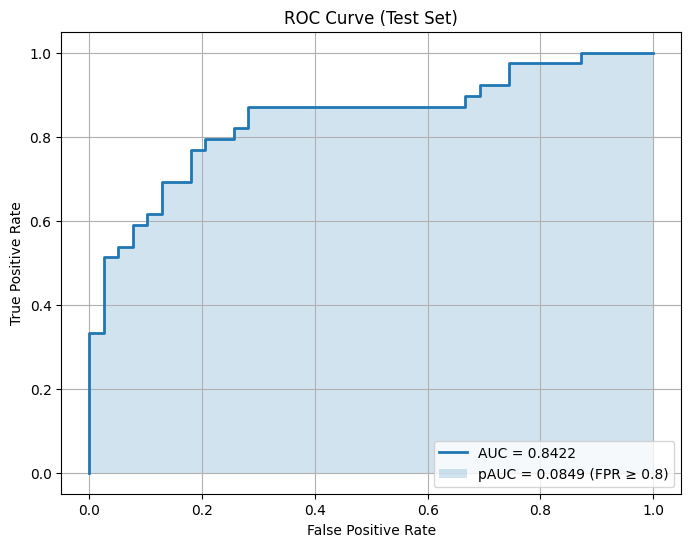 ROC Curve (Test Set)
True Positive Rate
1.0
0.8
0.6
0.4
0.2
0.0
AUC = 0.8422
pAUC = 0.0849 (FPR ≥ 0.8)
0.0 0.2 0.4 0.6 0.8 1.0
False Positive Rate